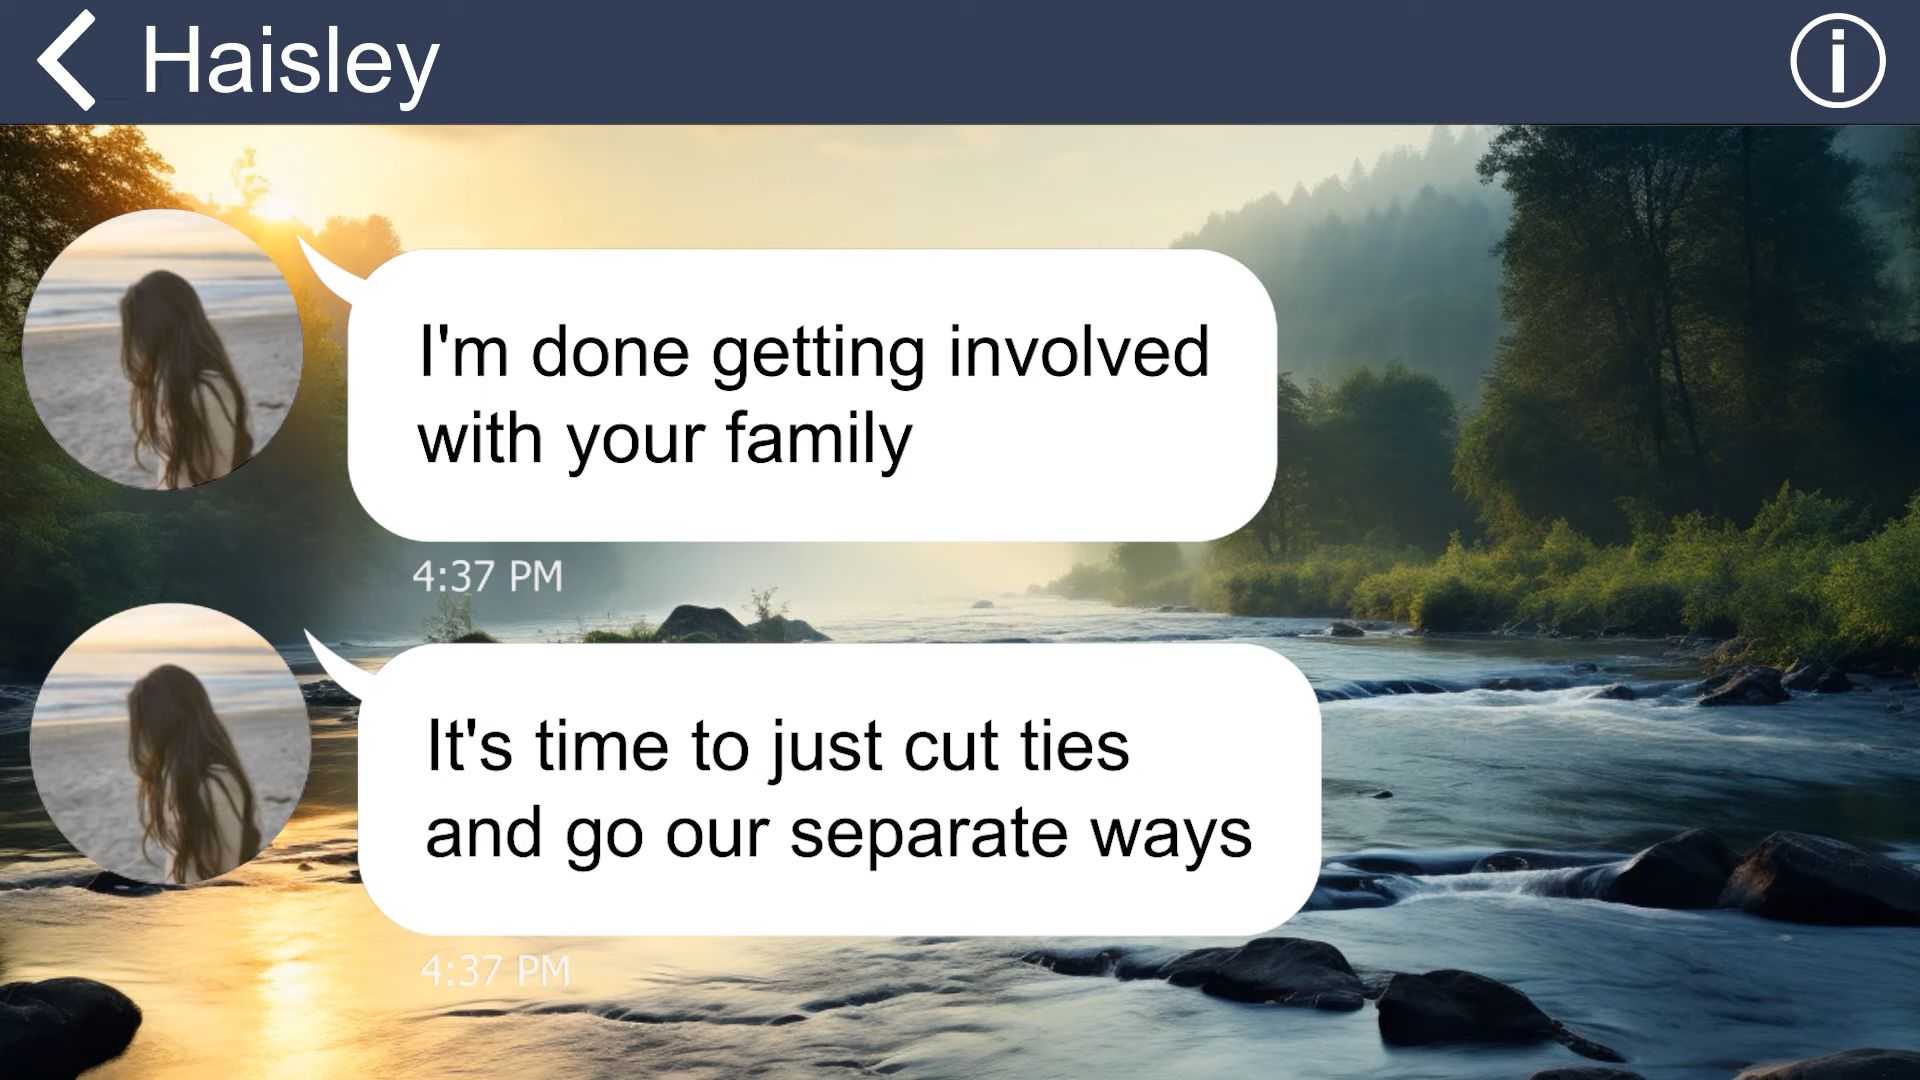 Haisley
I'm done getting involved
with your family
4:37 PM
It's time to just cut ties
and go our separate ways
4:37 PM